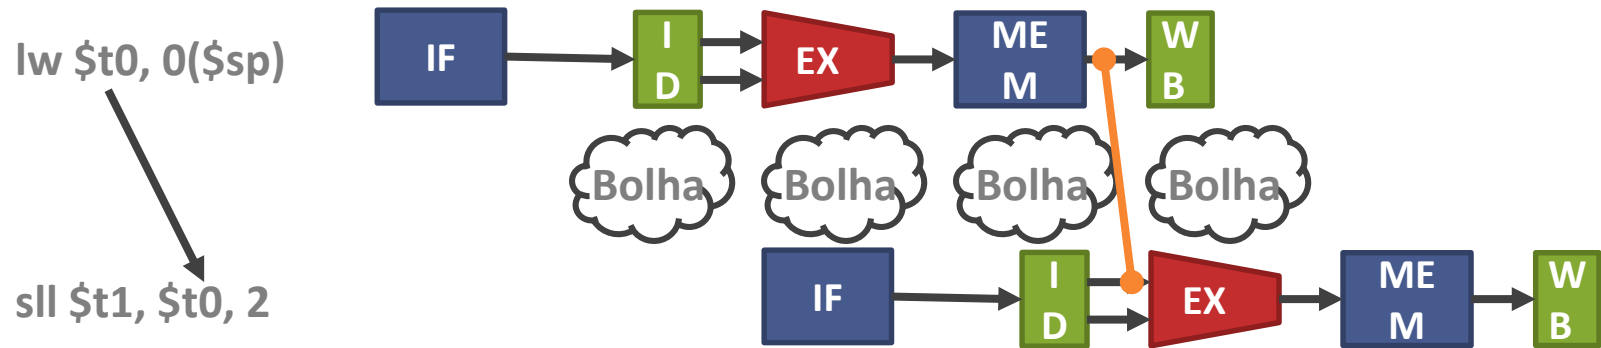 lw $t0, 0($sp)
IF
I
D
EX
ME
M
W
B
Bolha
Bolha
Bolha
Bolha
sll $t1, $t0, 2
IF
I
D
EX
ME
M
W
B